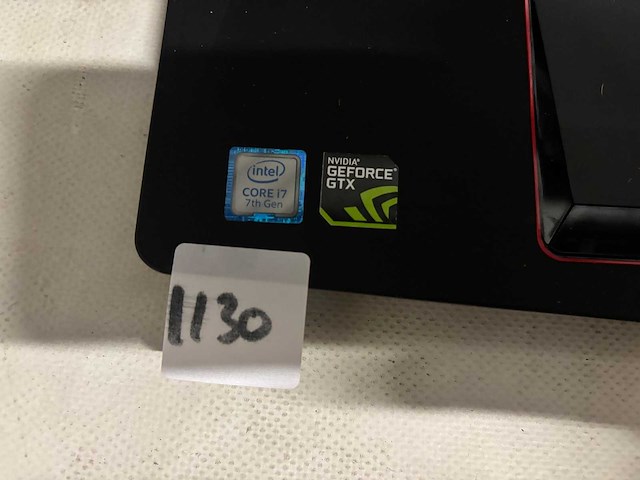 intel
CORE i7
7th Gen
NVIDIA®
GEFORCE®
GTX
1130